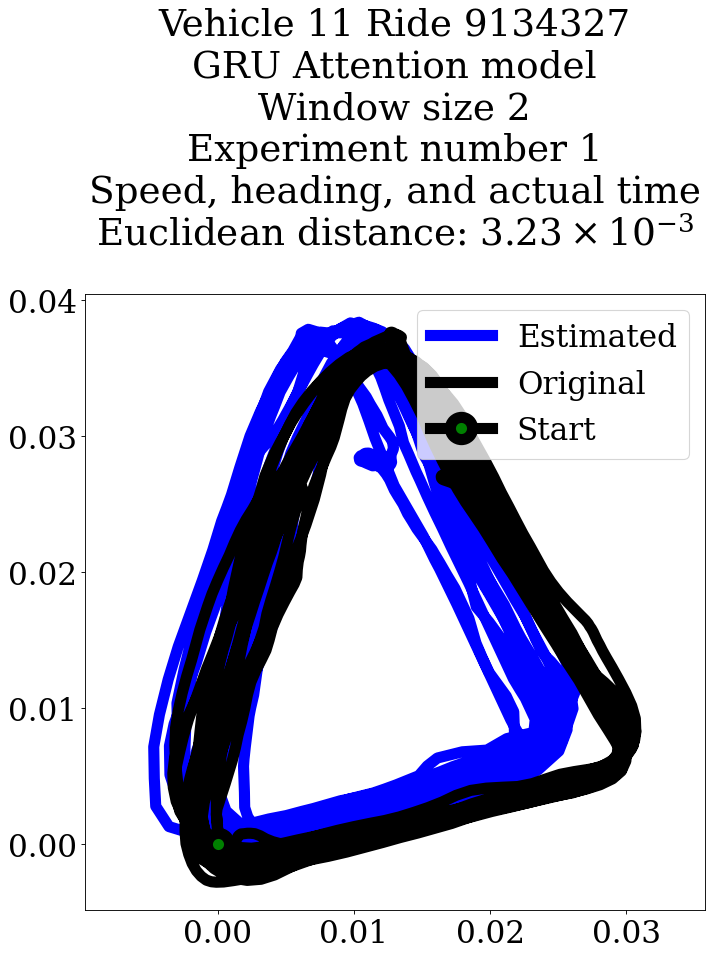 Vehicle 11 Ride 9134327
GRU Attention model
Window size 2
Experiment number 1
Speed, heading, and actual time
Euclidean distance: 3.23 × 10⁻³
Estimated
Original
Start
0.04
0.03
0.02
0.01
0.00
0.00 0.01 0.02 0.03